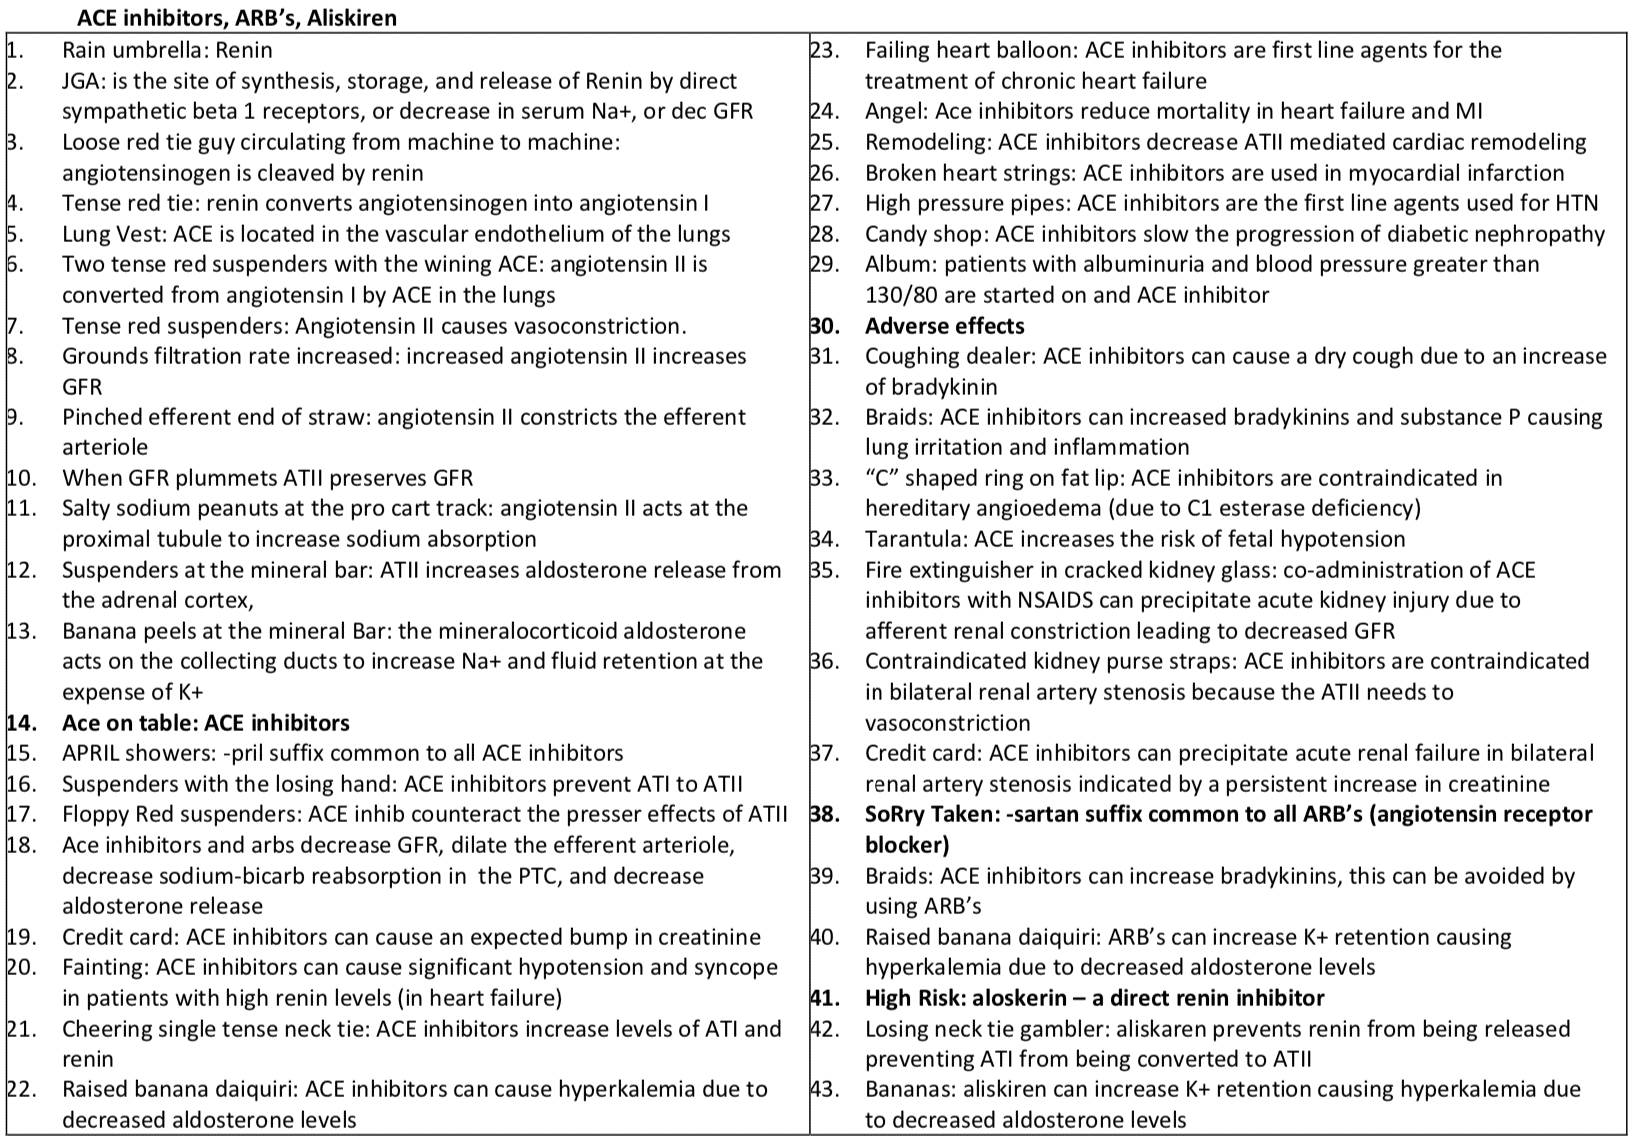 ACE inhibitors, ARB's, Aliskiren
1. Rain umbrella: Renin
2. JGA: is the site of synthesis, storage, and release of Renin by direct
sympathetic beta 1 receptors, or decrease in serum Na+, or dec GFR
3. Loose red tie guy circulating from machine to machine:
angiotensinogen is cleaved by renin
4. Tense red tie: renin converts angiotensinogen into angiotensin I
5. Lung Vest: ACE is located in the vascular endothelium of the lungs
6. Two tense red suspenders with the wining ACE: angiotensin II is
converted from angiotensin I by ACE in the lungs
7. Tense red suspenders: Angiotensin II causes vasoconstriction.
8. Grounds filtration rate increased: increased angiotensin II increases
GFR
9. Pinched efferent end of straw: angiotensin II constricts the efferent
arteriole
10. When GFR plummets ATII preserves GFR
11. Salty sodium peanuts at the pro cart track: angiotensin II acts at the
proximal tubule to increase sodium absorption
12. Suspenders at the mineral bar: ATII increases aldosterone release from
the adrenal cortex,
13. Banana peels at the mineral Bar: the mineralocorticoid aldosterone
acts on the collecting ducts to increase Na+ and fluid retention at the
expense of K+
14. Ace on table: ACE inhibitors
15. APRIL showers: -pril suffix common to all ACE inhibitors
16. Suspenders with the losing hand: ACE inhibitors prevent ATI to ATII
17. Floppy Red suspenders: ACE inhib counteract the presser effects of ATII
18. Ace inhibitors and arbs decrease GFR, dilate the efferent arteriole,
decrease sodium-bicarb reabsorption in the PTC, and decrease
aldosterone release
19. Credit card: ACE inhibitors can cause an expected bump in creatinine
20. Fainting: ACE inhibitors can cause significant hypotension and syncope
in patients with high renin levels (in heart failure)
21. Cheering single tense neck tie: ACE inhibitors increase levels of ATI and
renin
22. Raised banana daiquiri: ACE inhibitors can cause hyperkalemia due to
decreased aldosterone levels
23. Failing heart balloon: ACE inhibitors are first line agents for the
treatment of chronic heart failure
24. Angel: Ace inhibitors reduce mortality in heart failure and MI
25. Remodeling: ACE inhibitors decrease ATII mediated cardiac remodeling
26. Broken heart strings: ACE inhibitors are used in myocardial infarction
27. High pressure pipes: ACE inhibitors are the first line agents used for HTN
28. Candy shop: ACE inhibitors slow the progression of diabetic nephropathy
29. Album: patients with albuminuria and blood pressure greater than
130/80 are started on and ACE inhibitor
30. Adverse effects
31. Coughing dealer: ACE inhibitors can cause a dry cough due to an increase
of bradykinin
32. Braids: ACE inhibitors can increased bradykinins and substance P causing
lung irritation and inflammation
33. “C” shaped ring on fat lip: ACE inhibitors are contraindicated in
hereditary angioedema (due to C1 esterase deficiency)
34. Tarantula: ACE increases the risk of fetal hypotension
35. Fire extinguisher in cracked kidney glass: co-administration of ACE
inhibitors with NSAIDS can precipitate acute kidney injury due to
afferent renal constriction leading to decreased GFR
36. Contraindicated kidney purse straps: ACE inhibitors are contraindicated
in bilateral renal artery stenosis because the ATII needs to
vasoconstriction
37. Credit card: ACE inhibitors can precipitate acute renal failure in bilateral
renal artery stenosis indicated by a persistent increase in creatinine
38. SoRry Taken: -sartan suffix common to all ARB's (angiotensin receptor
blocker)
39. Braids: ACE inhibitors can increase bradykinins, this can be avoided by
using ARB's
40. Raised banana daiquiri: ARB's can increase K+ retention causing
hyperkalemia due to decreased aldosterone levels
41. High Risk: aloskerin – a direct renin inhibitor
42. Losing neck tie gambler: aliskaren prevents renin from being released
preventing ATI from being converted to ATII
43. Bananas: aliskiren can increase K+ retention causing hyperkalemia due
to decreased aldosterone levels